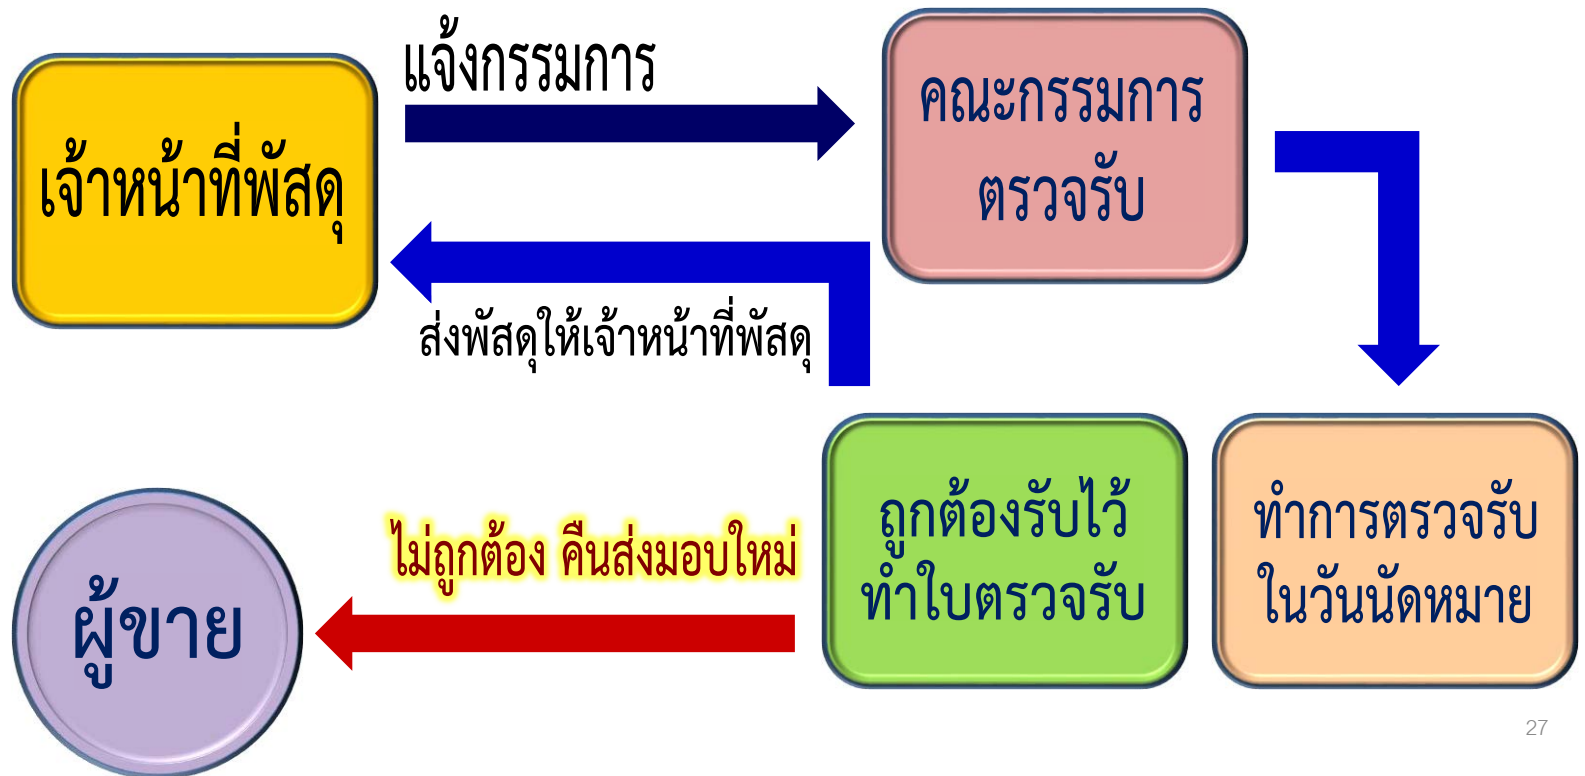 แจ้งกรรมการ
เจ้าหน้าที่พัสดุ
คณะกรรมการ
ตรวจรับ
ส่งพัสดุให้เจ้าหน้าที่พัสดุ
ถูกต้องรับไว้
ทำใบตรวจรับ
ทำการตรวจรับ
ในวันนัดหมาย
ไม่ถูกต้อง คืนส่งมอบใหม่
ผู้ขาย
27